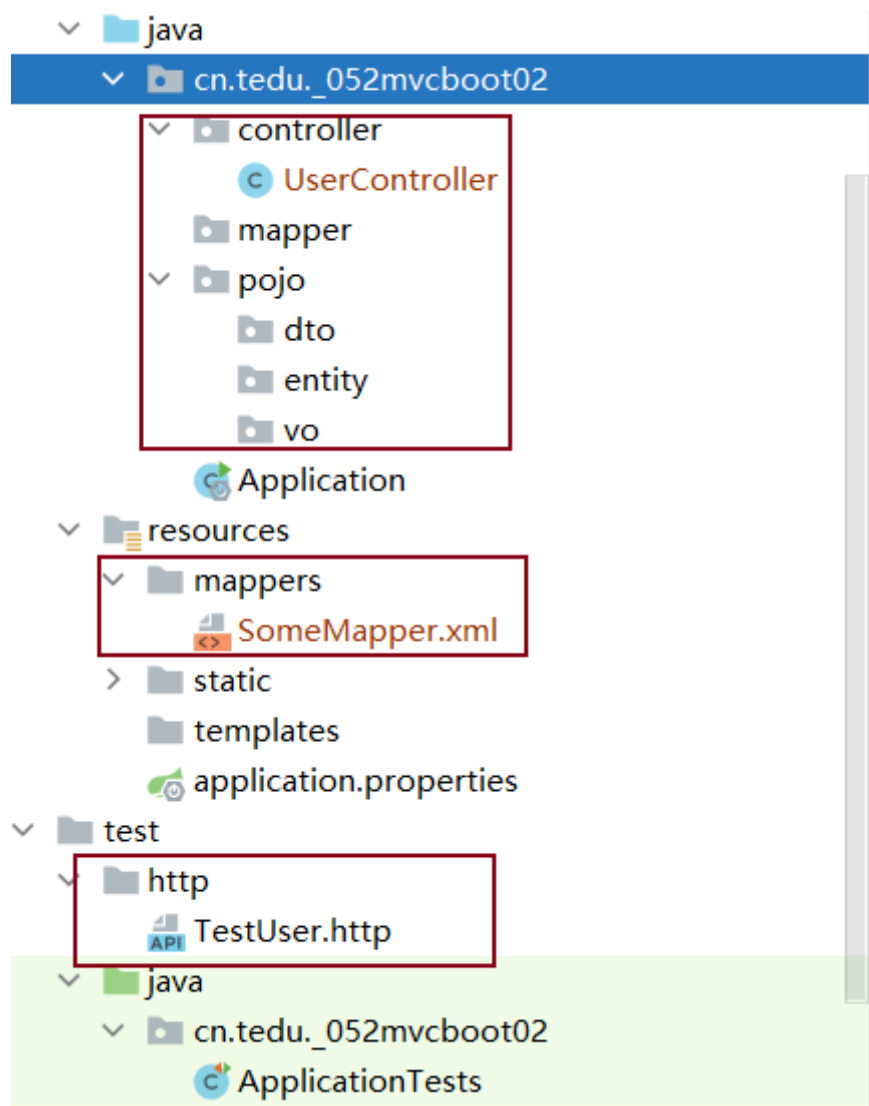 java
cn.tedu._052mvcboot02
controller
C UserController
mapper
pojo
dto
entity
vo
C Application
resources
mappers
<> SomeMapper.xml
static
templates
application.properties
test
http
API TestUser.http
java
cn.tedu._052mvcboot02
C ApplicationTests